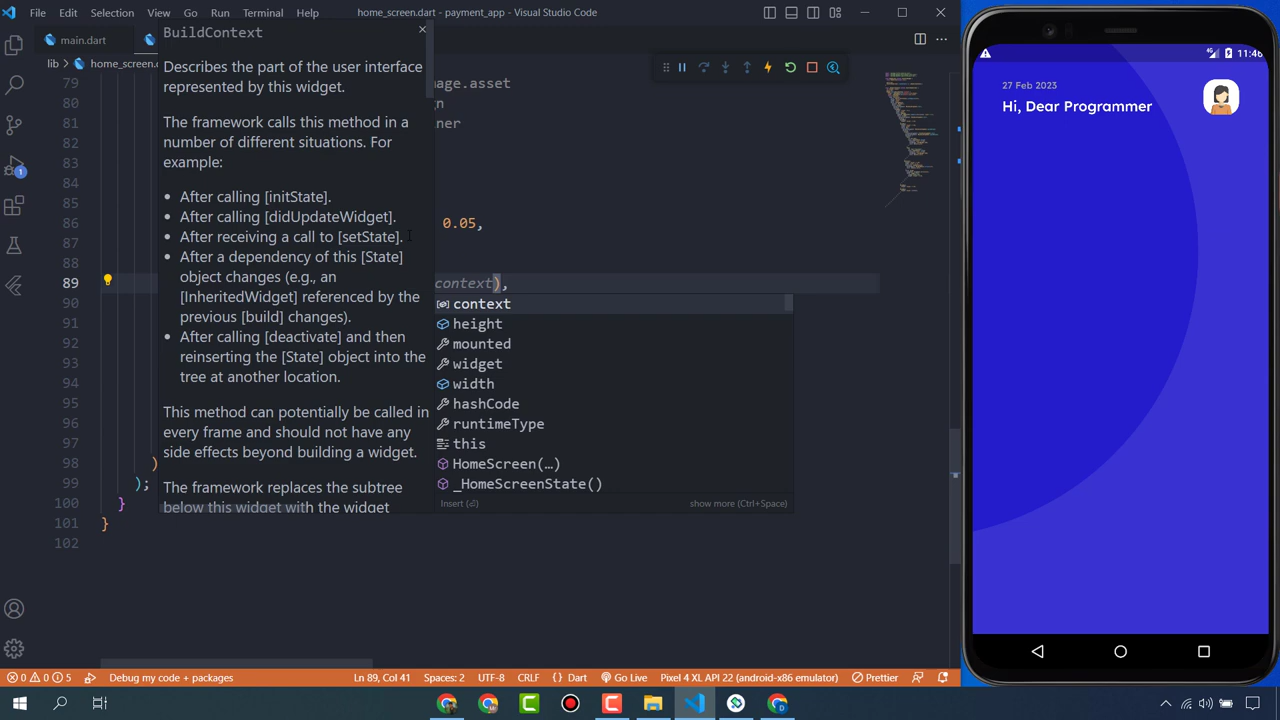 File Edit Selection View Go Run Terminal Help home_screen.dart - payment_app - Visual Studio Code
main.dart
lib > home_screen.d
BuildContext
Describes the part of the user interface
represented by this widget.
The framework calls this method in a
number of different situations. For
example:
• After calling [initState].
• After calling [didUpdateWidget].
• After receiving a call to [setState].
• After a dependency of this [State]
object changes (e.g., an
[InheritedWidget] referenced by the
previous [build] changes).
• After calling [deactivate] and then
reinserting the [State] object into the
tree at another location.
This method can potentially be called in
every frame and should not have any
side effects beyond building a widget.
The framework replaces the subtree
below this widget with the widget
79 age.asset
80 n
81 ner
82
83
84
85
86 0.05,
87
88
89 context),
90
91
92
93
94
95
96
97
98 )
99 );
100 }
101 }
102
context
height
mounted
widget
width
hashCode
runtimeType
this
HomeScreen(…)
_HomeScreenState()
Insert (⏎) show more (Ctrl+Space)
1
0 0 5 Debug my code + packages Ln 89, Col 41 Spaces: 2 UTF-8 CRLF {} Dart Go Live Pixel 4 XL API 22 (android-x86 emulator) Prettier
4G 11:46
27 Feb 2023
Hi, Dear Programmer